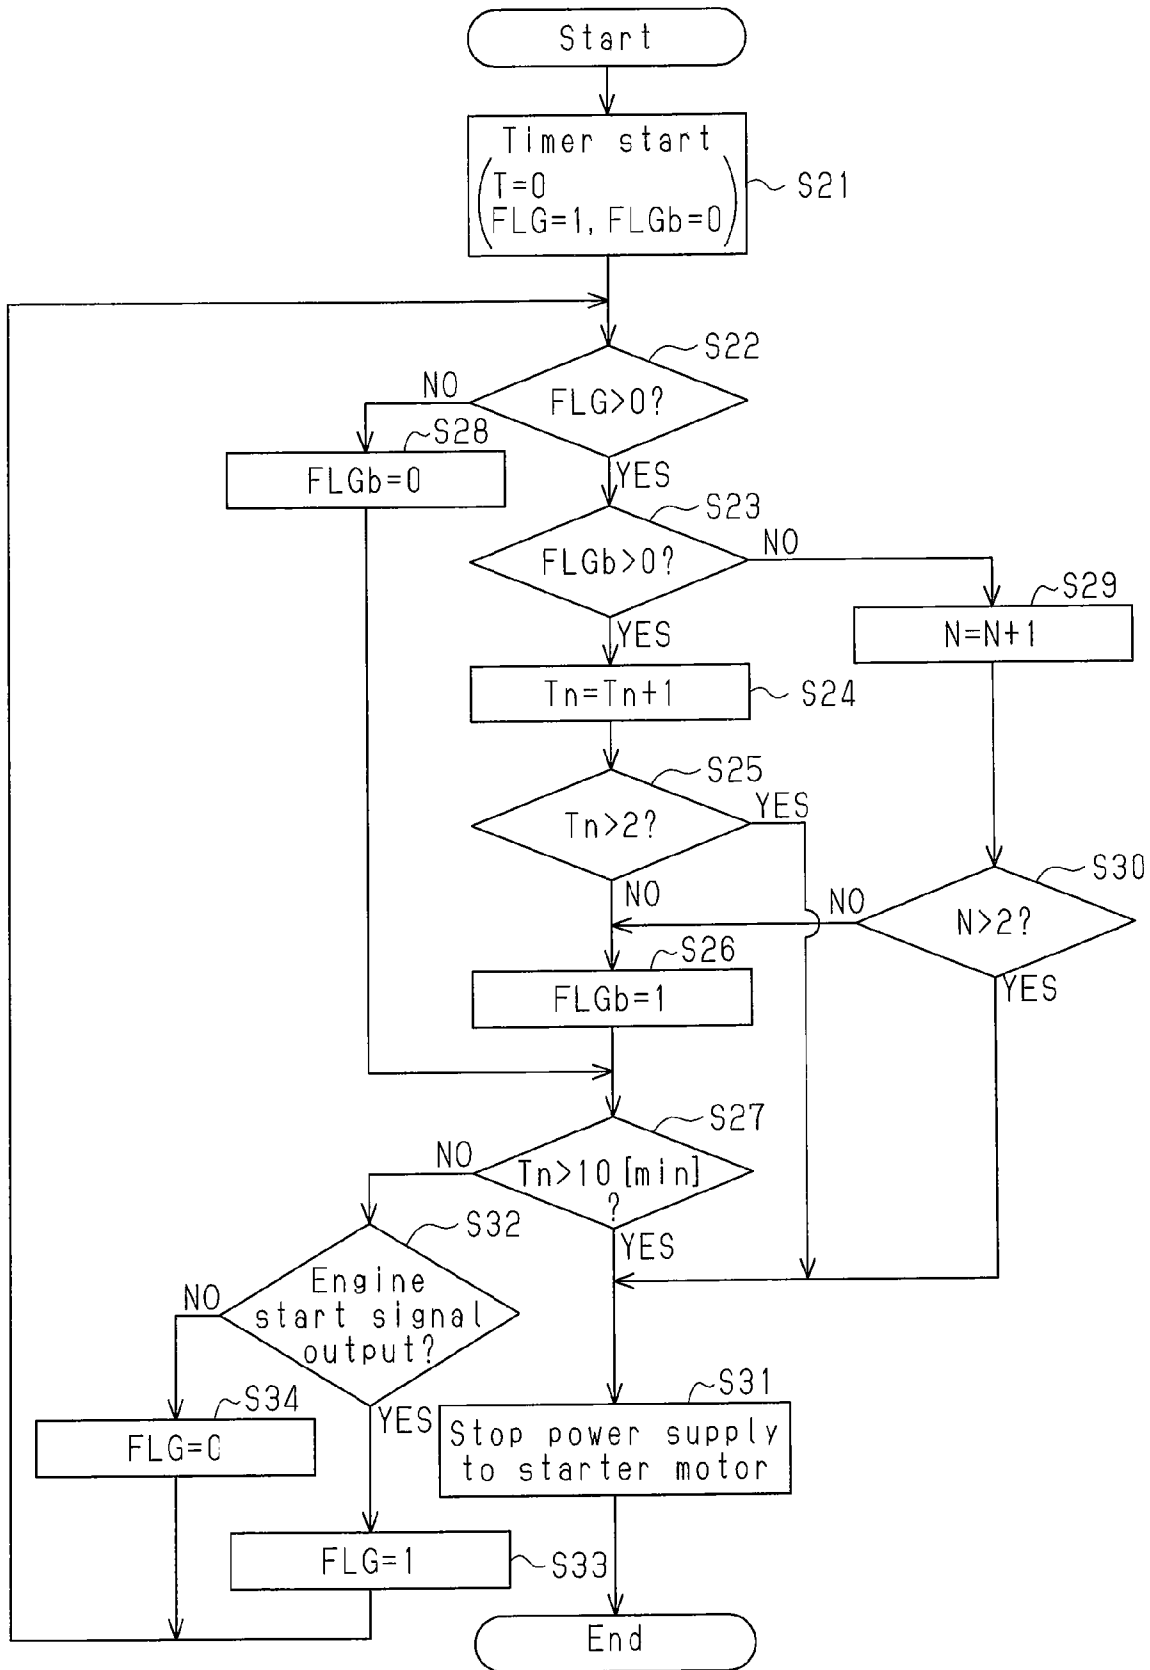 Start
Timer start
T=0
FLG=1, FLGb=0
S21
S22
FLG>0?
NO
YES
S28
FLGb=0
S23
FLGb>0?
NO
YES
S29
N=N+1
Tn=Tn+1
S24
S25
Tn>2?
YES
NO
S30
N>2?
NO
YES
S26
FLGb=1
S27
Tn>10[min]
?
NO
YES
S32
Engine
start signal
output?
NO
YES
S34
FLG=0
S31
Stop power supply
to starter motor
FLG=1
S33
End